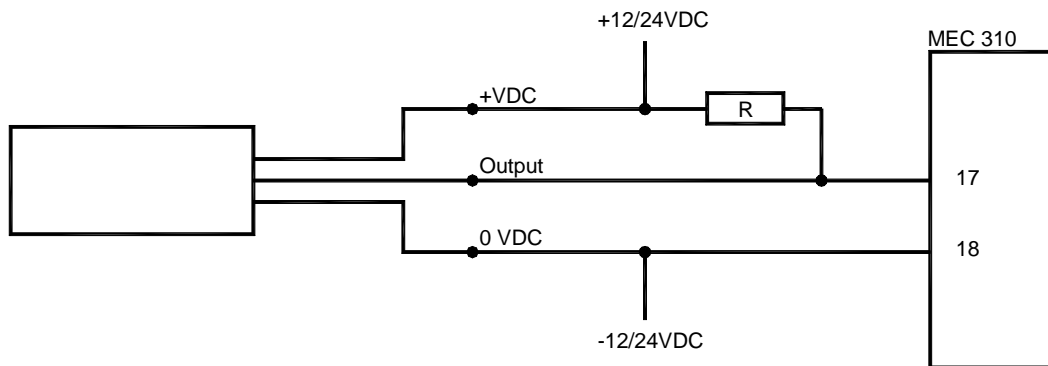 +12/24VDC
MEC 310
+VDC
R
Output
17
0 VDC
18
-12/24VDC